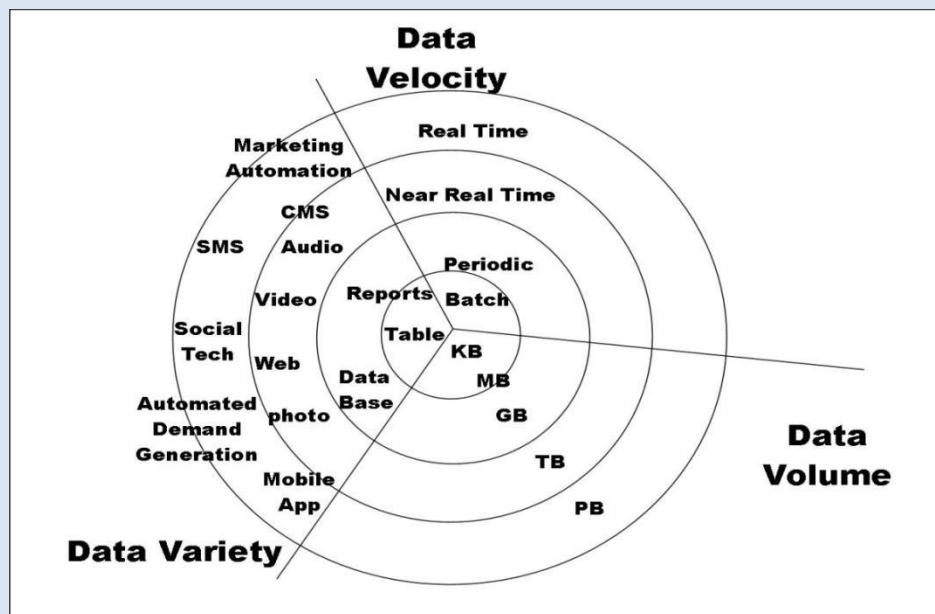 Data
Velocity
Real Time
Marketing
Automation
Near Real Time
CMS
SMS
Audio
Periodic
Reports
Batch
Video
Social
Tech
Table
KB
Web
Data
Base
MB
Automated
Demand
Generation
photo
GB
Data
Volume
TB
Mobile
App
PB
Data Variety